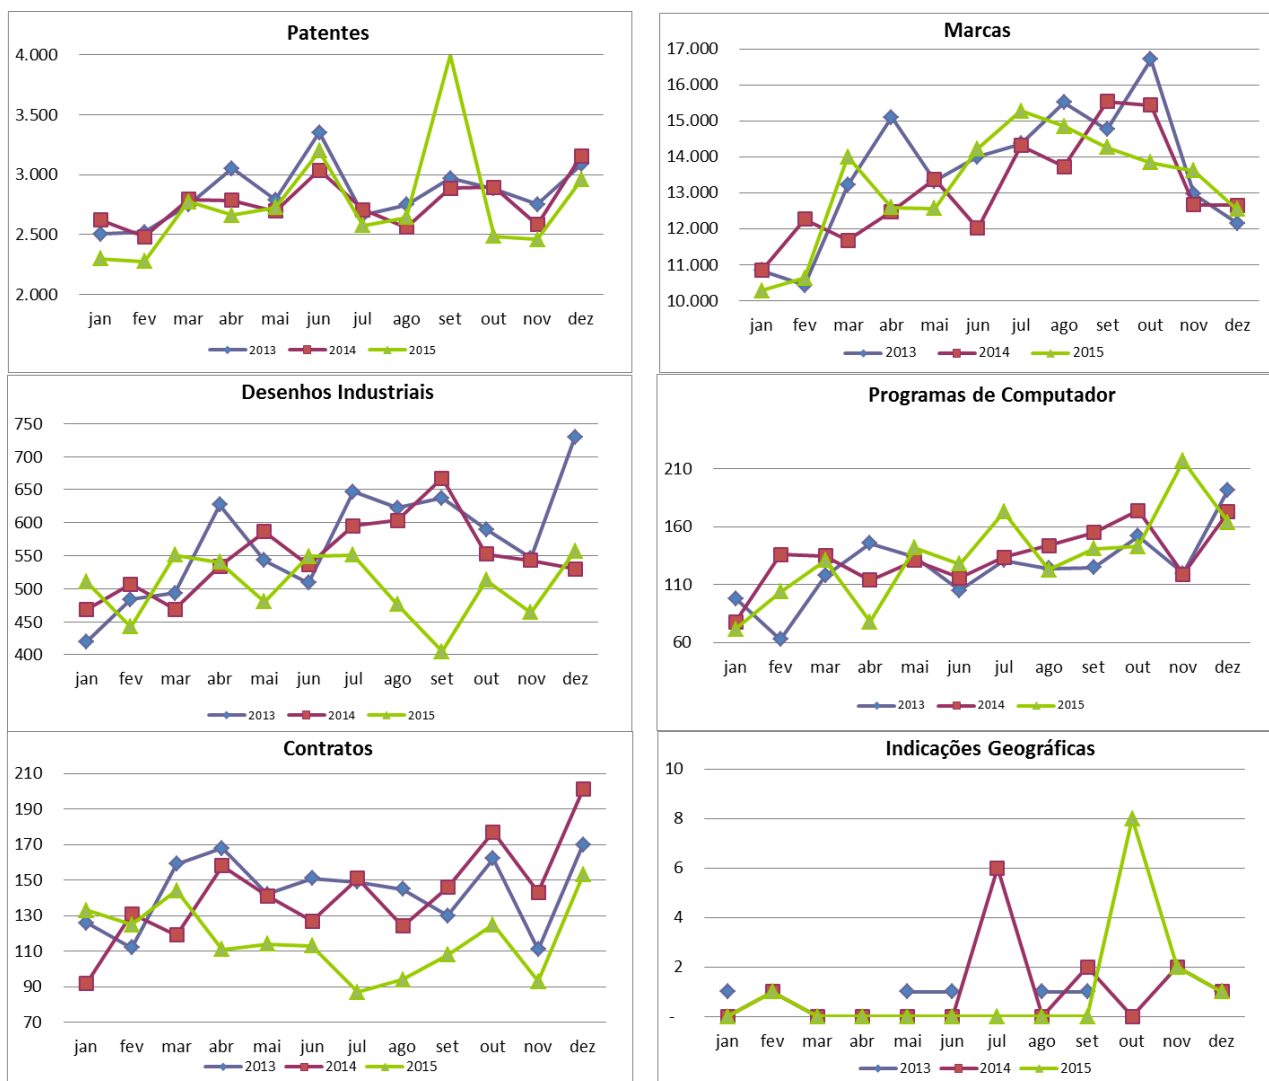 Patentes
4.000
3.500
3.000
2.500
2.000
jan fev mar abr mai jun jul ago set out nov dez
2013 2014 2015
Marcas
17.000
16.000
15.000
14.000
13.000
12.000
11.000
10.000
jan fev mar abr mai jun jul ago set out nov dez
2013 2014 2015
Desenhos Industriais
750
700
650
600
550
500
450
400
jan fev mar abr mai jun jul ago set out nov dez
2013 2014 2015
Programas de Computador
210
160
110
60
jan fev mar abr mai jun jul ago set out nov dez
2013 2014 2015
Contratos
210
190
170
150
130
110
90
70
jan fev mar abr mai jun jul ago set out nov dez
2013 2014 2015
Indicações Geográficas
10
8
6
4
2
-
jan fev mar abr mai jun jul ago set out nov dez
2013 2014 2015